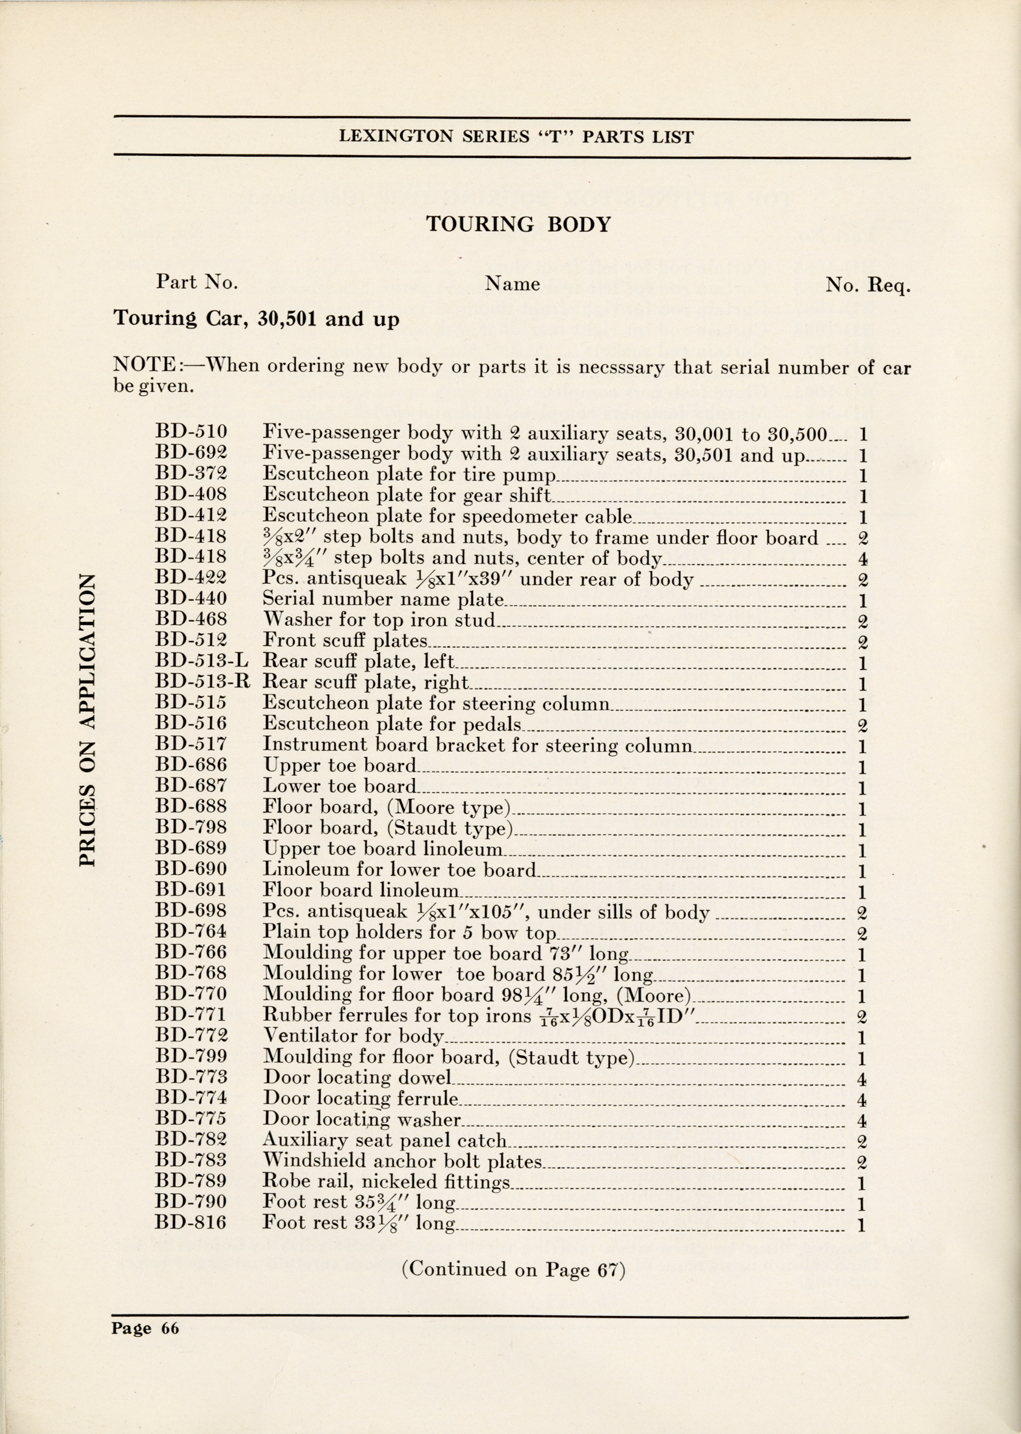 LEXINGTON SERIES "T" PARTS LIST
TOURING BODY
Part No. Name No. Req.
Touring Car, 30,501 and up
NOTE:—When ordering new body or parts it is necsssary that serial number of car
be given.
BD-510 Five-passenger body with 2 auxiliary seats, 30,001 to 30,500 1
BD-692 Five-passenger body with 2 auxiliary seats, 30,501 and up 1
BD-372 Escutcheon plate for tire pump 1
BD-408 Escutcheon plate for gear shift 1
BD-412 Escutcheon plate for speedometer cable 1
BD-418 ⅜x2″ step bolts and nuts, body to frame under floor board 2
BD-418 ⅜x¾″ step bolts and nuts, center of body 4
BD-422 Pcs. antisqueak ⅛x1″x39″ under rear of body 2
BD-440 Serial number name plate 1
BD-468 Washer for top iron stud 2
BD-512 Front scuff plates 2
BD-513-L Rear scuff plate, left 1
BD-513-R Rear scuff plate, right 1
BD-515 Escutcheon plate for steering column 1
BD-516 Escutcheon plate for pedals 2
BD-517 Instrument board bracket for steering column 1
BD-686 Upper toe board 1
BD-687 Lower toe board 1
BD-688 Floor board, (Moore type) 1
BD-798 Floor board, (Staudt type) 1
BD-689 Upper toe board linoleum 1
BD-690 Linoleum for lower toe board 1
BD-691 Floor board linoleum 1
BD-698 Pcs. antisqueak ⅛x1″x105″, under sills of body 2
BD-764 Plain top holders for 5 bow top 2
BD-766 Moulding for upper toe board 73″ long 1
BD-768 Moulding for lower toe board 85½″ long 1
BD-770 Moulding for floor board 98¼″ long, (Moore) 1
BD-771 Rubber ferrules for top irons 7/16x⅛ODx7/16ID″ 2
BD-772 Ventilator for body 1
BD-799 Moulding for floor board, (Staudt type) 1
BD-773 Door locating dowel 4
BD-774 Door locating ferrule 4
BD-775 Door locating washer 4
BD-782 Auxiliary seat panel catch 2
BD-783 Windshield anchor bolt plates 2
BD-789 Robe rail, nickeled fittings 1
BD-790 Foot rest 35¾″ long 1
BD-816 Foot rest 33⅛″ long 1
(Continued on Page 67)
Page 66
PRICES ON APPLICATION